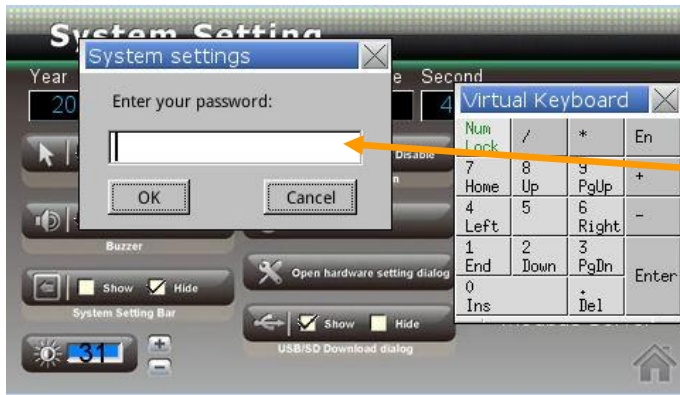 System Setting
System settings
Year
Second
20
4
Enter your password:
OK
Cancel
Disable
Virtual Keyboard
Num Lock
/
*
En
7 Home
8 Up
9 PgUp
+
4 Left
5
6 Right
-
1 End
2 Down
3 PgDn
Enter
0 Ins
. Del
Buzzer
Show
Hide
System Setting Bar
Open hardware setting dialog
Show
Hide
USB/SD Download dialog
31
+
-